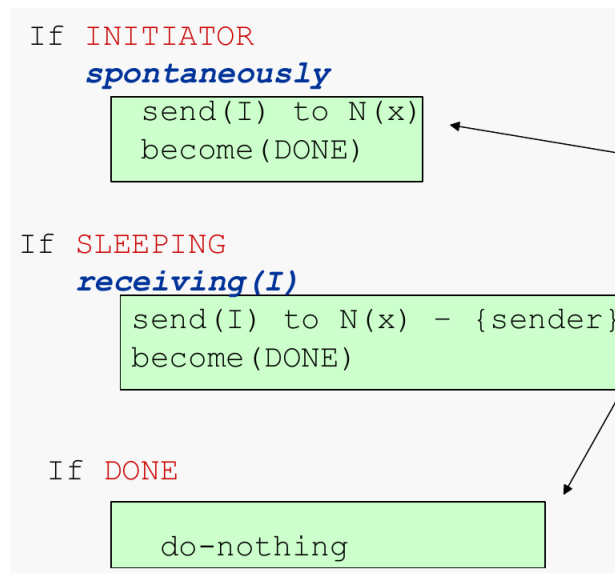 If INITIATOR
spontaneously
send(I) to N(x)
become(DONE)
If SLEEPING
receiving(I)
send(I) to N(x) – {sender}
become(DONE)
If DONE
do-nothing